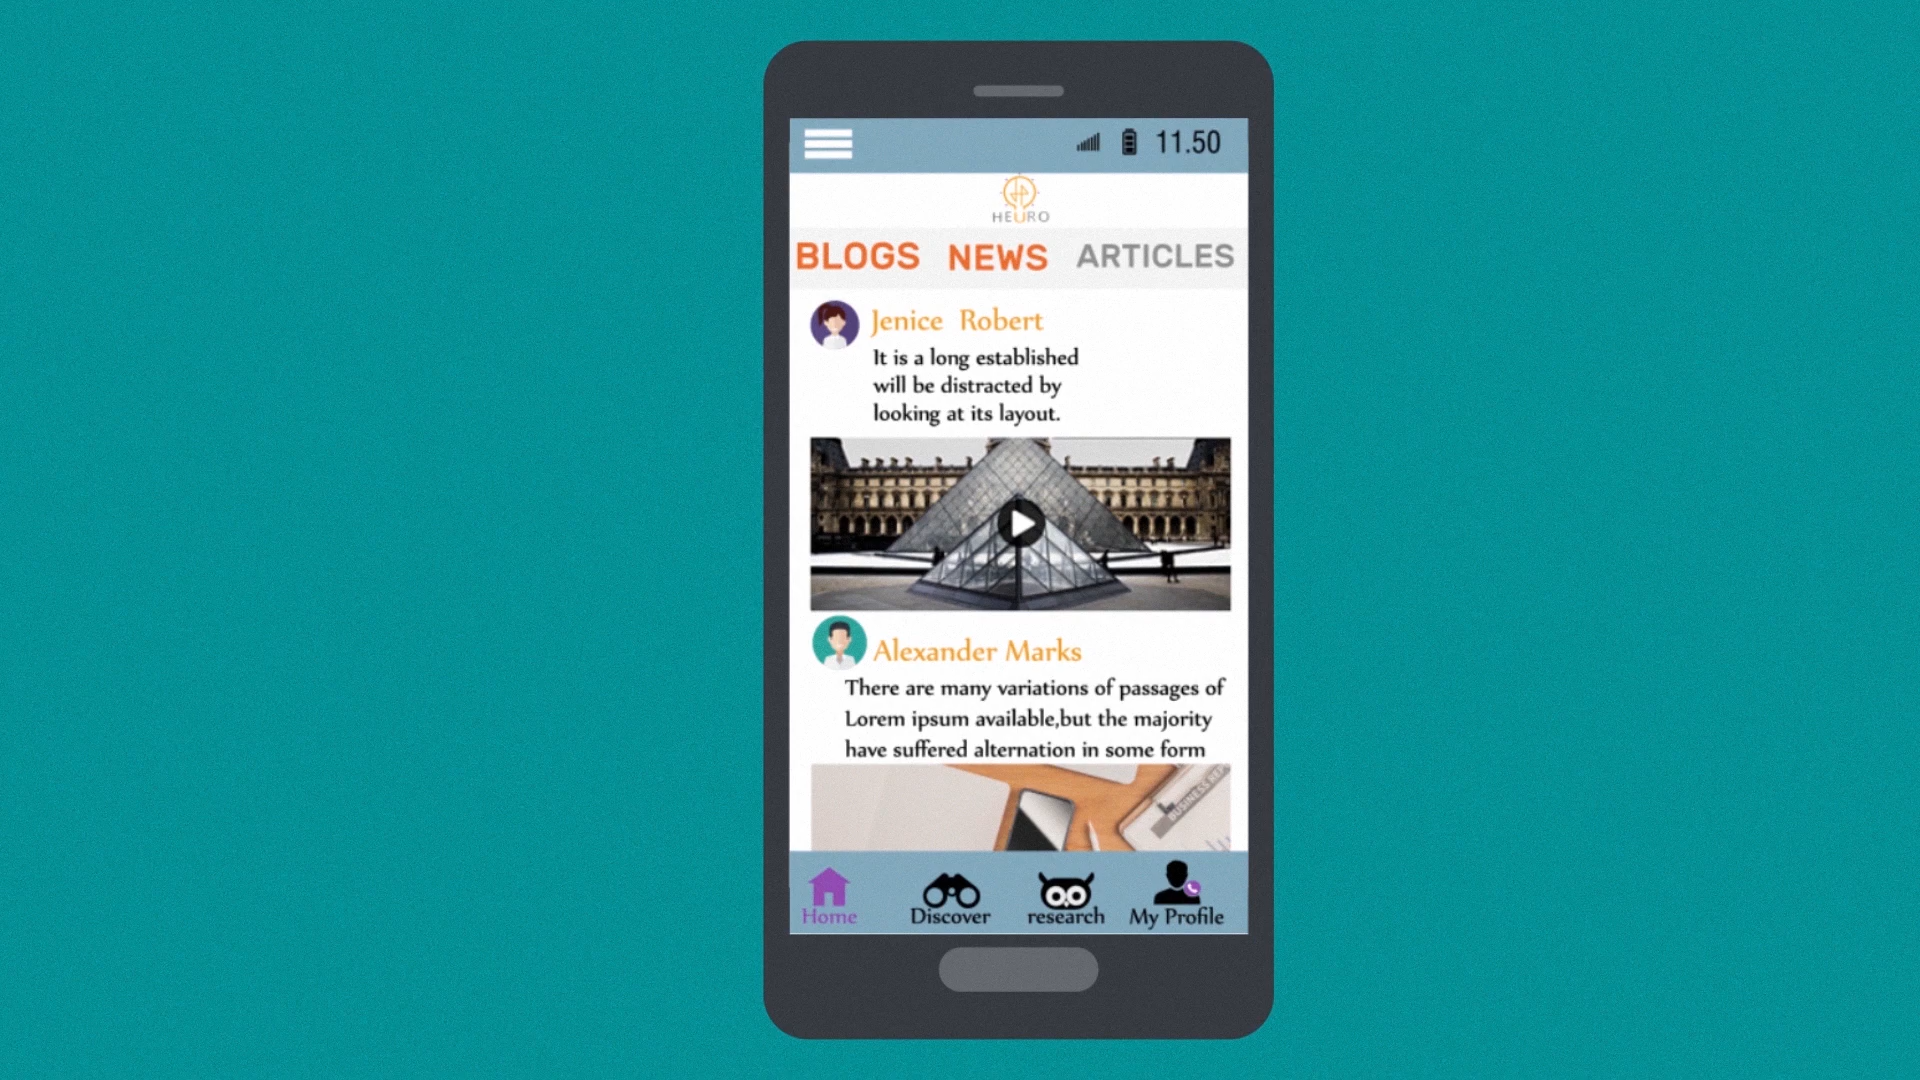 11.50
HEURO
BLOGS NEWS ARTICLES
Jenice Robert
It is a long established
will be distracted by
looking at its layout.
Alexander Marks
There are many variations of passages of
Lorem ipsum available,but the majority
have suffered alternation in some form
BUSINESS REP
Home Discover research My Profile